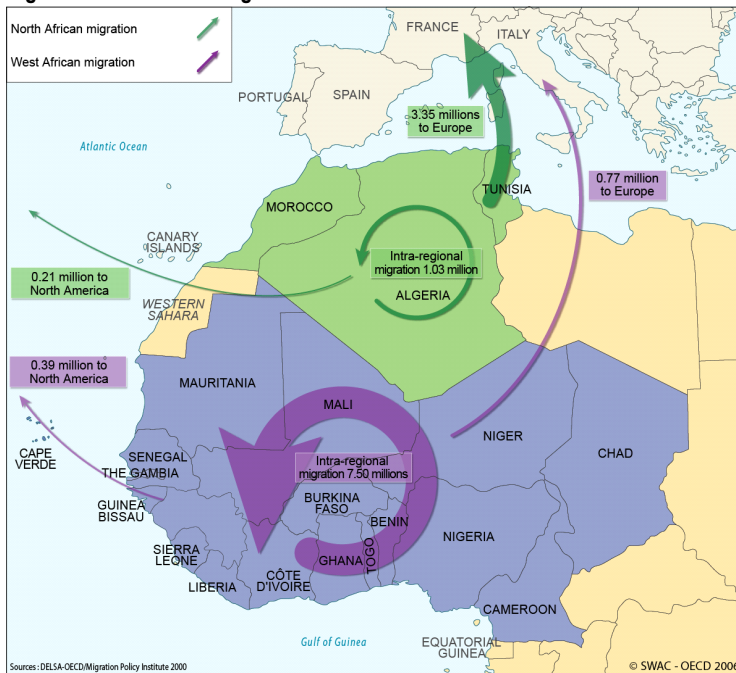 North African migration
West African migration
FRANCE
ITALY
PORTUGAL
SPAIN
3.35 millions
to Europe
Atlantic Ocean
0.77 million
to Europe
TUNISIA
MOROCCO
CANARY
ISLANDS
Intra-regional
migration 1.03 million
0.21 million to
North America
ALGERIA
WESTERN
SAHARA
0.39 million to
North America
MAURITANIA
MALI
NIGER
CHAD
CAPE
VERDE
SENEGAL
THE GAMBIA
Intra-regional
migration 7.50 millions
GUINEA
BISSAU
BURKINA
FASO
BENIN
NIGERIA
SIERRA
LEONE
GHANA
TOGO
LIBERIA
CÔTE
D'IVOIRE
CAMEROON
Gulf of Guinea
EQUATORIAL
GUINEA
Sources : DELSA-OECD/Migration Policy Institute 2000
© SWAC - OECD 2006